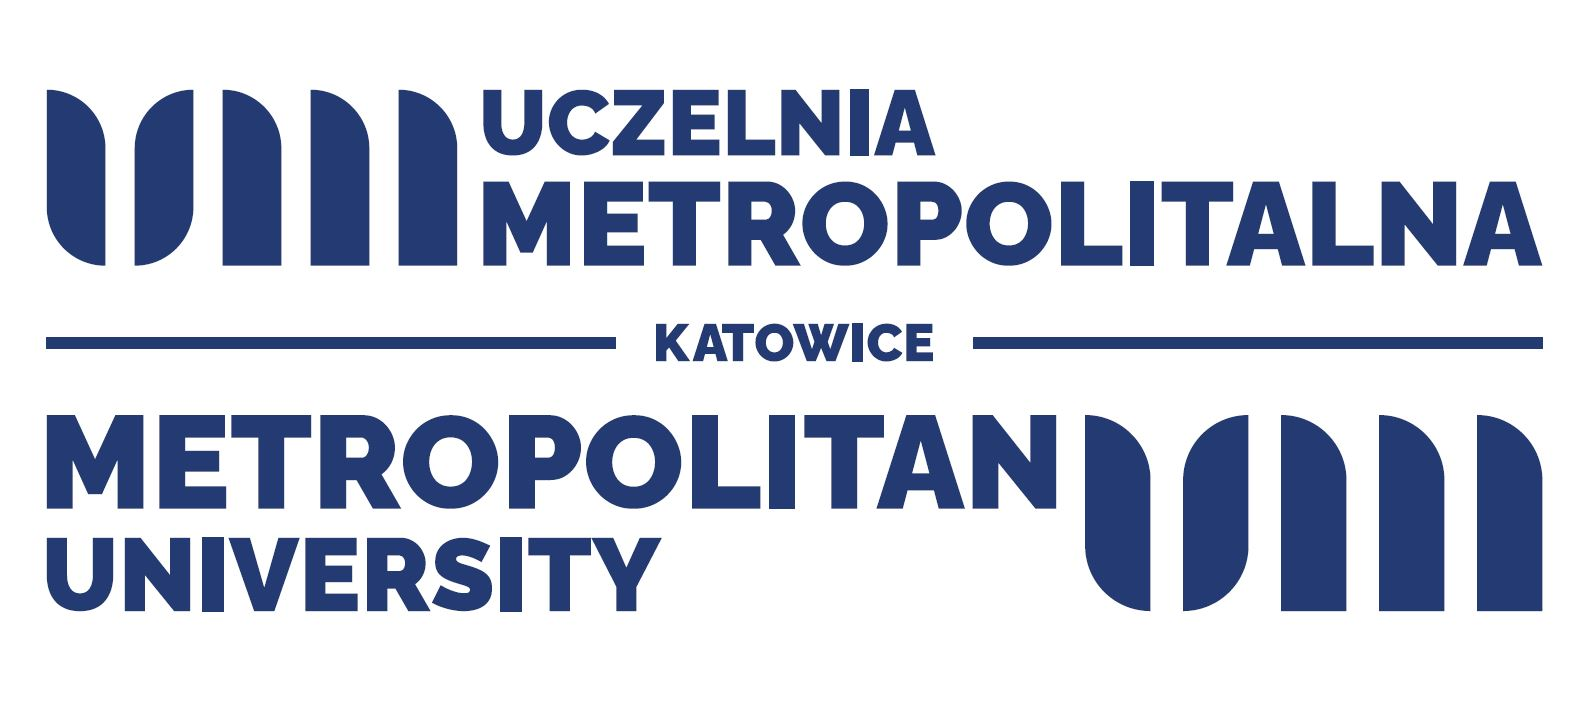 UCZELNIA
METROPOLITALNA
KATOWICE
METROPOLITAN
UNIVERSITY